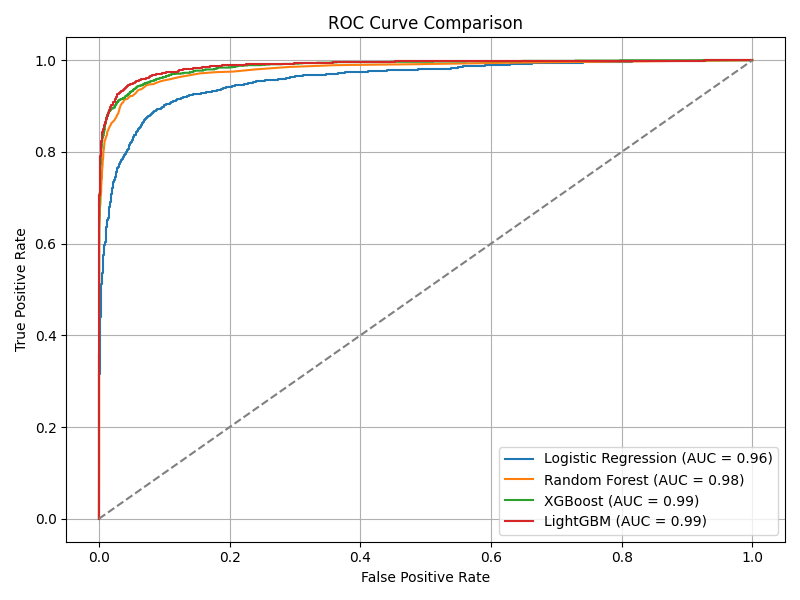 ROC Curve Comparison
1.0
0.8
0.6
0.4
0.2
0.0
True Positive Rate
0.0 0.2 0.4 0.6 0.8 1.0
False Positive Rate
Logistic Regression (AUC = 0.96)
Random Forest (AUC = 0.98)
XGBoost (AUC = 0.99)
LightGBM (AUC = 0.99)